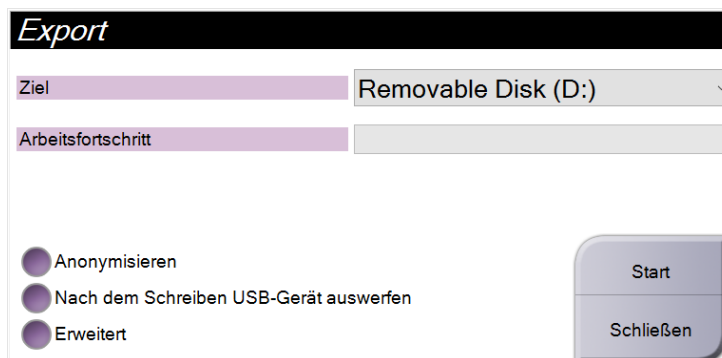 Export
Ziel
Removable Disk (D:)
Arbeitsfortschritt
Anonymisieren
Nach dem Schreiben USB-Gerät auswerfen
Erweitert
Start
Schließen